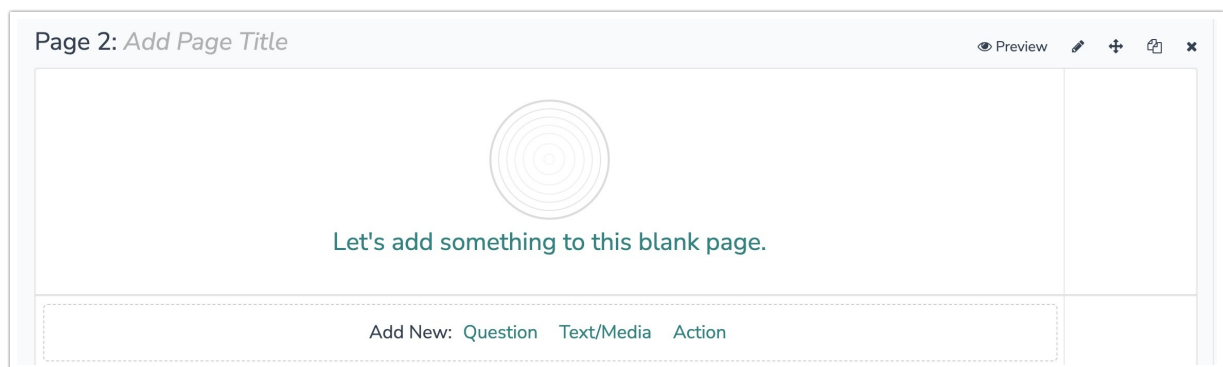 Page 2: Add Page Title
Preview
Let's add something to this blank page.
Add New: Question Text/Media Action